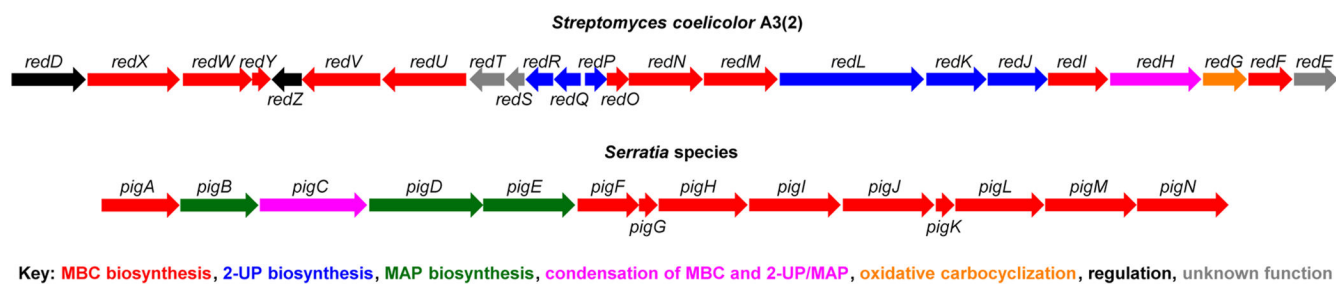 Streptomyces coelicolor A3(2)
redD redX redW redY redZ redV redU redT redS redR redQ redP redO redN redM redL redK redJ redI redH redG redF redE
Serratia species
pigA pigB pigC pigD pigE pigF pigG pigH pigI pigJ pigK pigL pigM pigN
Key: MBC biosynthesis, 2-UP biosynthesis, MAP biosynthesis, condensation of MBC and 2-UP/MAP, oxidative carbocyclization, regulation, unknown function